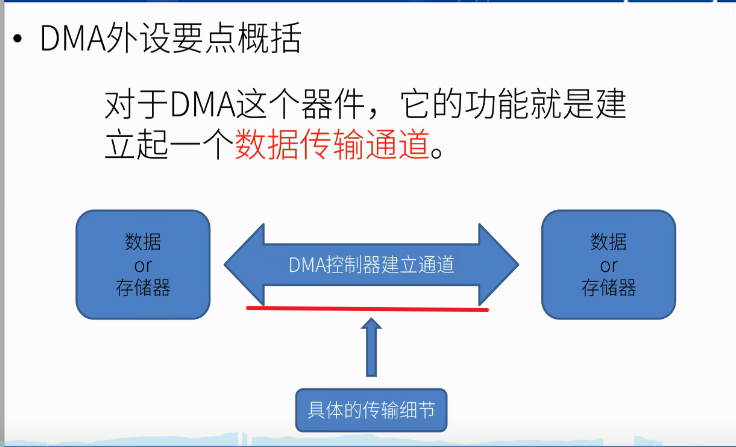 • DMA外设要点概括
对于DMA这个器件，它的功能就是建
立起一个数据传输通道。
数据
or
存储器
DMA控制器建立通道
数据
or
存储器
具体的传输细节